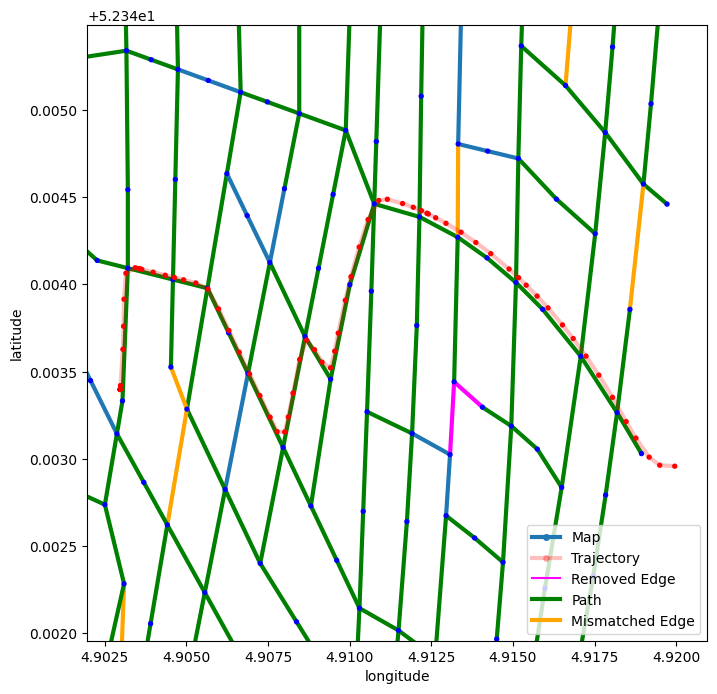 +5.234e1
0.0050
0.0045
0.0040
0.0035
0.0030
0.0025
0.0020
latitude
Map
Trajectory
Removed Edge
Path
Mismatched Edge
4.9025 4.9050 4.9075 4.9100 4.9125 4.9150 4.9175 4.9200
longitude